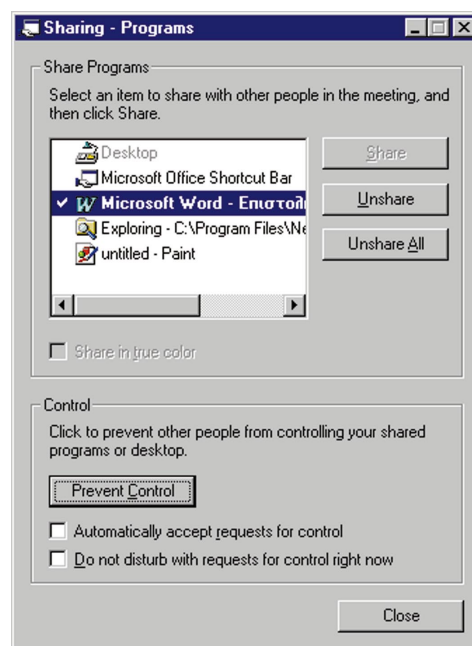 Sharing - Programs
Share Programs
Select an item to share with other people in the meeting, and
then click Share.
Desktop
Microsoft Office Shortcut Bar
Microsoft Word - Επιστολ
Exploring - C:\Program Files\Ne
untitled - Paint
Share
Unshare
Unshare All
Share in true color
Control
Click to prevent other people from controlling your shared
programs or desktop.
Prevent Control
Automatically accept requests for control
Do not disturb with requests for control right now
Close